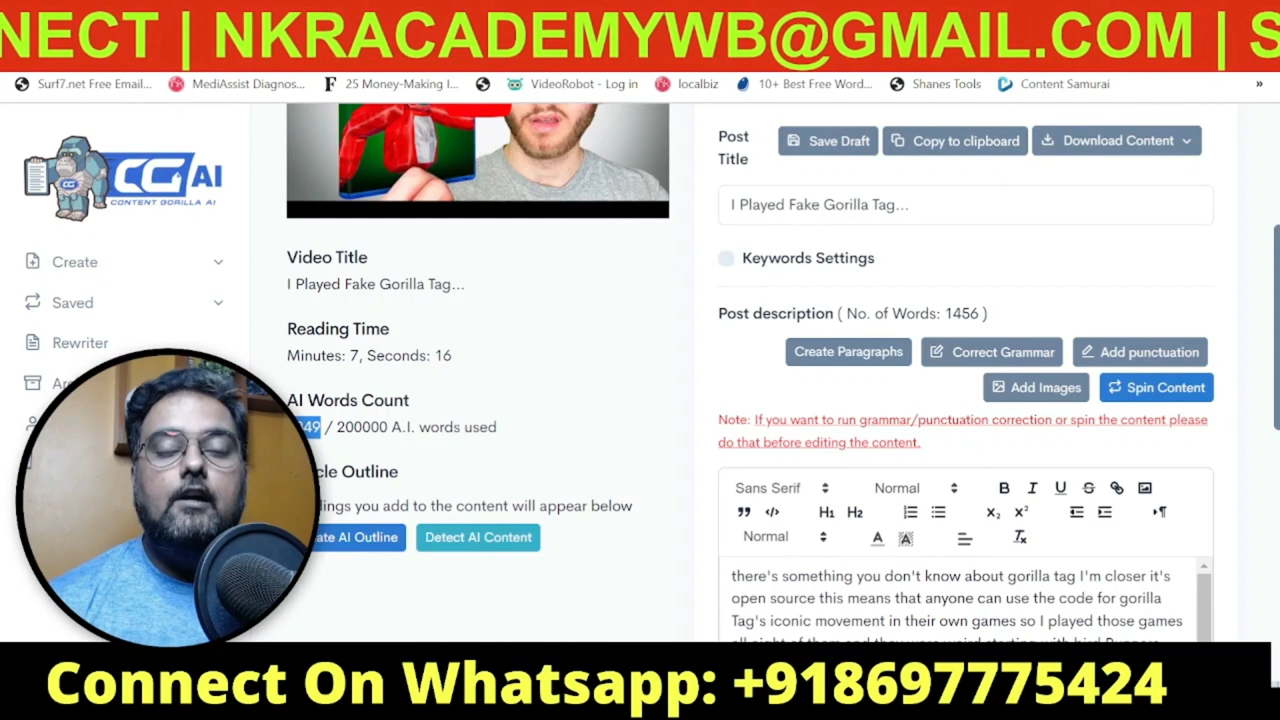 NECT | NKRACADEMYWB@GMAIL.COM | S
Surf7.net Free Email... MediAssist Diagnos... 25 Money-Making I... VideoRobot - Log in localbiz 10+ Best Free Word... Shanes Tools Content Samurai »
CG AI
CONTENT GORILLA AI
Create
Saved
Rewriter
Video Title
I Played Fake Gorilla Tag...
Reading Time
Minutes: 7, Seconds: 16
AI Words Count
49 / 200000 A.I. words used
Outline
you add to the content will appear below
AI Outline Detect AI Content
Post Title
Save Draft Copy to clipboard Download Content
I Played Fake Gorilla Tag...
Keywords Settings
Post description ( No. of Words: 1456 )
Create Paragraphs Correct Grammar Add punctuation
Add Images Spin Content
Note: If you want to run grammar/punctuation correction or spin the content please
do that before editing the content.
Sans Serif Normal B I U S
H1 H2 X2 X²
Normal A A Tx
there's something you don't know about gorilla tag I'm closer it's
open source this means that anyone can use the code for gorilla
Tag's iconic movement in their own games so I played those games
Connect On Whatsapp: +918697775424